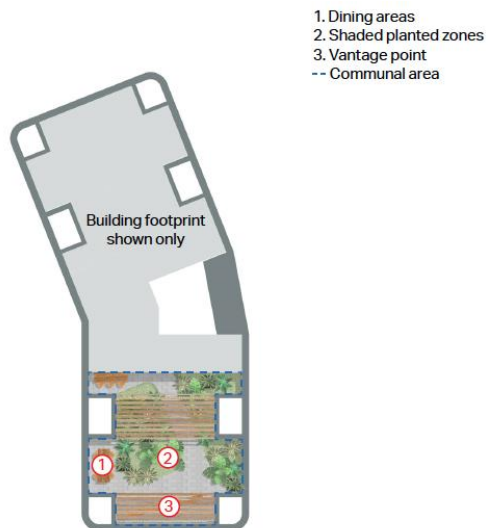 1. Dining areas
2. Shaded planted zones
3. Vantage point
-- Communal area
Building footprint
shown only
1
2
3